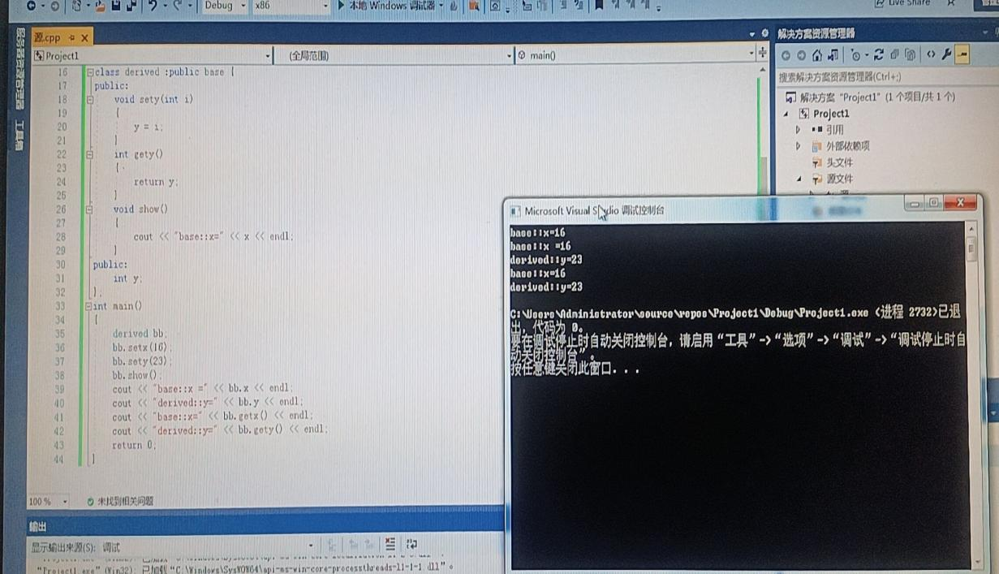 Debug
x86
本地 Windows 调试器
Live Share
源.cpp
Project1
(全局范围)
main()
16 class derived :public base {
17 public:
18 void sety(int i)
19 {
20 y = i;
21 }
22 int gety()
23 {
24 return y;
25 }
26 void show()
27 {
28 cout << "base::x=" << x << endl;
29 }
30 public:
31 int y;
32 };
33 int main()
34 {
35 derived bb;
36 bb.setx(16);
37 bb.sety(23);
38 bb.show();
39 cout << "base::x =" << bb.x << endl;
40 cout << "derived::y=" << bb.y << endl;
41 cout << "base::x=" << bb.getx() << endl;
42 cout << "derived::y=" << bb.gety() << endl;
43 return 0;
44 }
100 %
未找到相关问题
输出
显示输出来源(S): 调试
"Project1.exe" (Win32): 已加载 "C:\Windows\SysWOW64\api-ms-win-core-processthreads-l1-1-1.dll"。
解决方案资源管理器
搜索解决方案资源管理器(Ctrl+;)
解决方案 "Project1" (1 个项目/共 1 个)
Project1
引用
外部依赖项
头文件
源文件
Microsoft Visual Studio 调试控制台
base::x=16
base::x =16
derived::y=23
base::x=16
derived::y=23
C:\Users\Administrator\source\repos\Project1\Debug\Project1.exe (进程 2732)已退
出，代码为 0。
要在调试停止时自动关闭控制台，请启用“工具”->“选项”->“调试”->“调试停止时自
动关闭控制台”。
按任意键关闭此窗口. . .